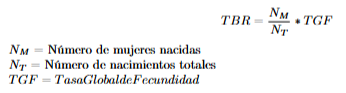 TBR = N_M / N_T * TGF
N_M = Número de mujeres nacidas
N_T = Número de nacimientos totales
TGF = TasaGlobaldeFecundidad